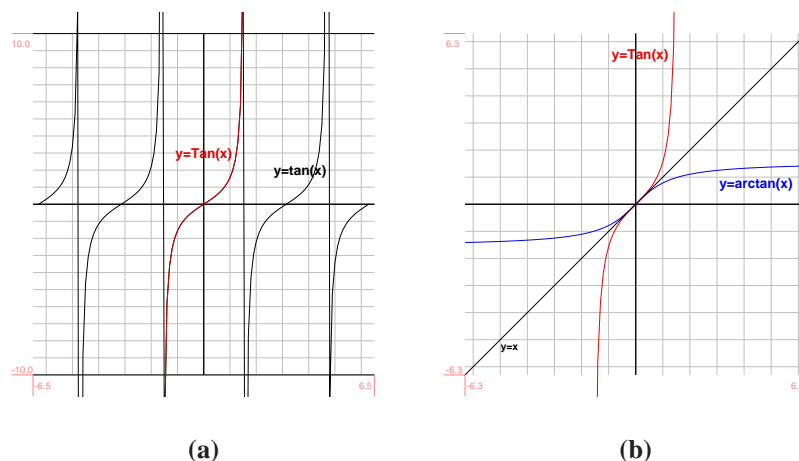 10.0
y=Tan(x)
y=tan(x)
-10.0
-6.5
6.5
(a)
6.3
y=Tan(x)
y=arctan(x)
y=x
-6.3
-6.3
(b)